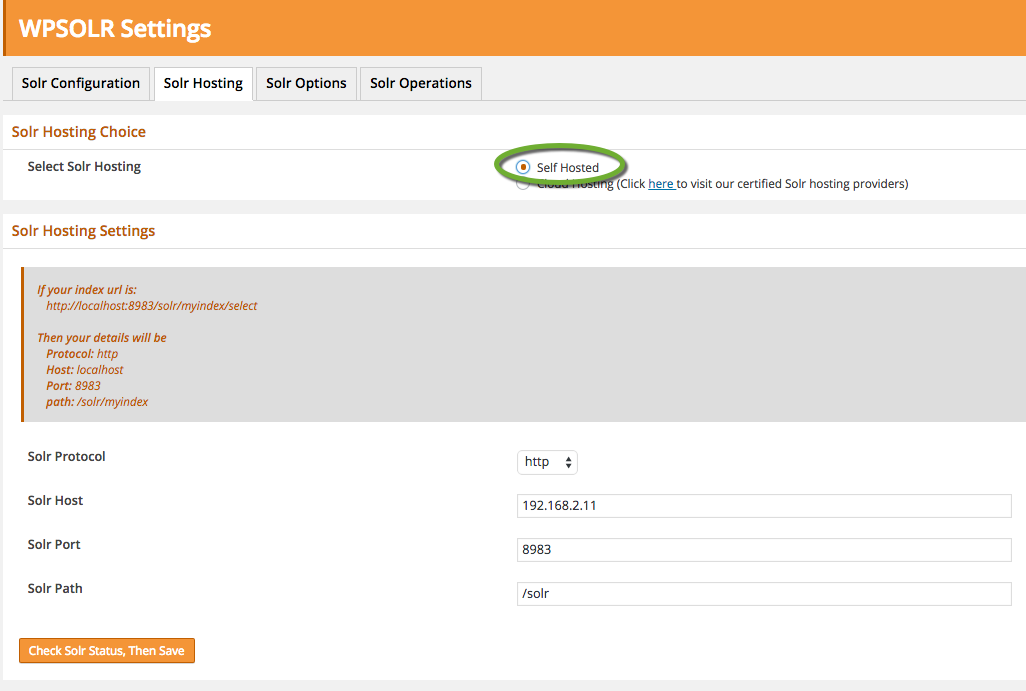 WPSOLR Settings
Solr Configuration Solr Hosting Solr Options Solr Operations
Solr Hosting Choice
Select Solr Hosting Self Hosted
Cloud Hosting (Click here to visit our certified Solr hosting providers)
Solr Hosting Settings
If your index url is:
http://localhost:8983/solr/myindex/select
Then your details will be
Protocol: http
Host: localhost
Port: 8983
path: /solr/myindex
Solr Protocol http
Solr Host 192.168.2.11
Solr Port 8983
Solr Path /solr
Check Solr Status, Then Save